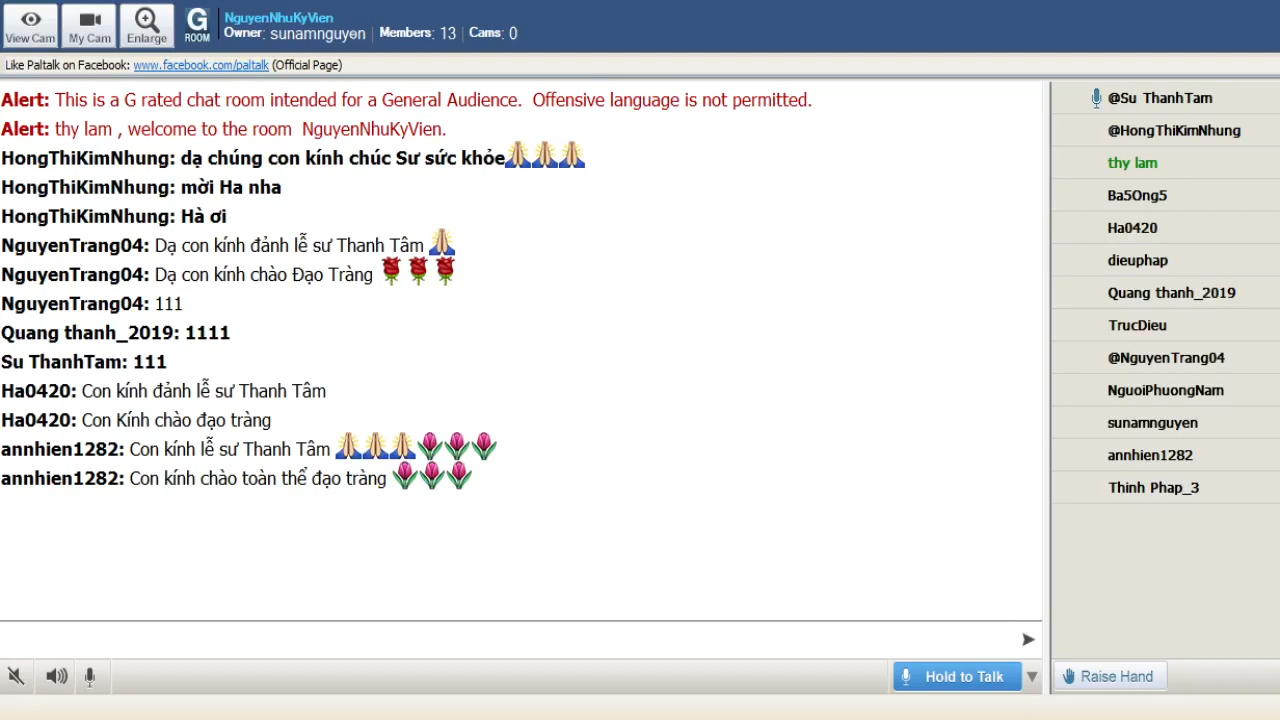 View Cam
My Cam
Enlarge
G
ROOM
NguyenNhuKyVien
Owner: sunamnguyen | Members: 13 | Cams: 0
Like Paltalk on Facebook: www.facebook.com/paltalk (Official Page)
Alert: This is a G rated chat room intended for a General Audience. Offensive language is not permitted.
Alert: thy lam , welcome to the room NguyenNhuKyVien.
HongThiKimNhung: dạ chúng con kính chúc Sư sức khỏe
HongThiKimNhung: mời Ha nha
HongThiKimNhung: Hà ơi
NguyenTrang04: Dạ con kính đảnh lễ sư Thanh Tâm
NguyenTrang04: Dạ con kính chào Đạo Tràng
NguyenTrang04: 111
Quang thanh_2019: 1111
Su ThanhTam: 111
Ha0420: Con kính đảnh lễ sư Thanh Tâm
Ha0420: Con Kính chào đạo tràng
annhien1282: Con kính lễ sư Thanh Tâm
annhien1282: Con kính chào toàn thể đạo tràng
@Su ThanhTam
@HongThiKimNhung
thy lam
Ba5Ong5
Ha0420
dieuphap
Quang thanh_2019
TrucDieu
@NguyenTrang04
NguoiPhuongNam
sunamnguyen
annhien1282
Thinh Phap_3
Hold to Talk
Raise Hand